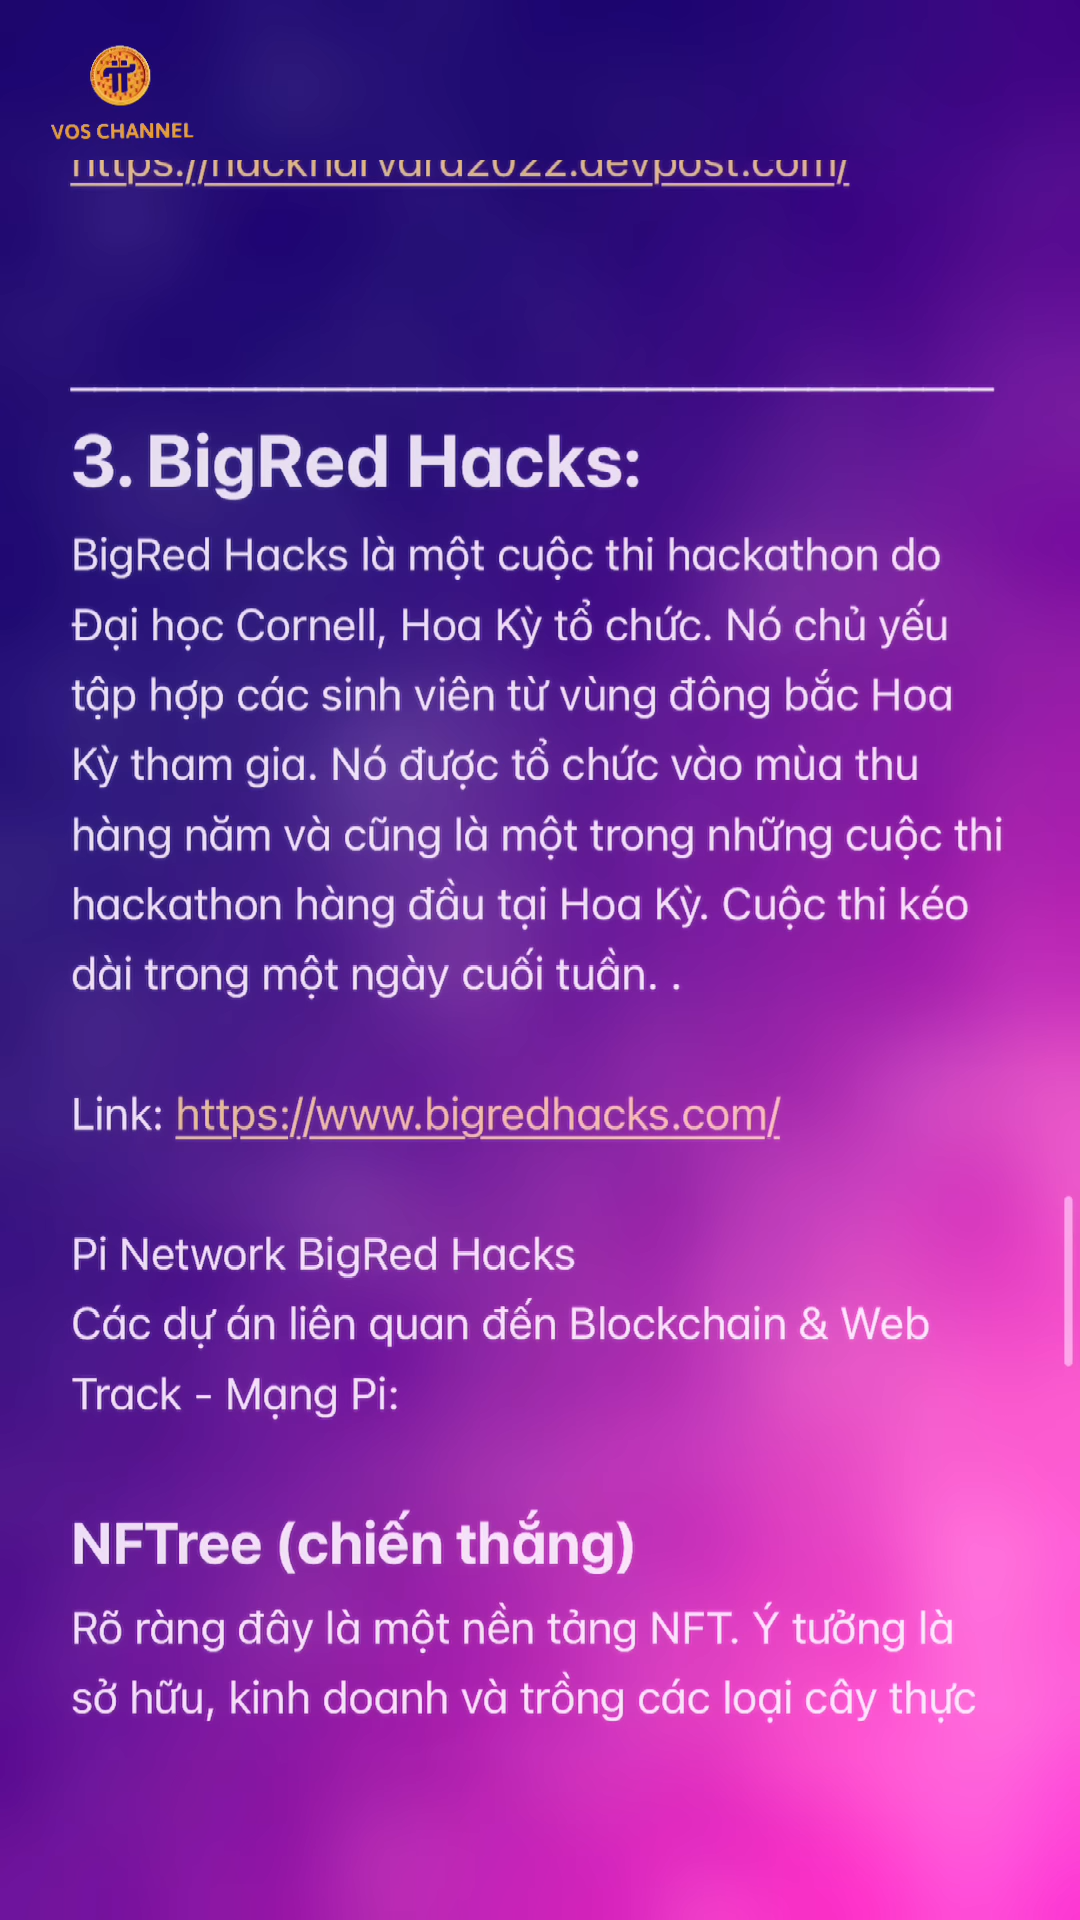 VOS CHANNEL
https://hackharvard2022.devpost.com/
3. BigRed Hacks:
BigRed Hacks là một cuộc thi hackathon do
Đại học Cornell, Hoa Kỳ tổ chức. Nó chủ yếu
tập hợp các sinh viên từ vùng đông bắc Hoa
Kỳ tham gia. Nó được tổ chức vào mùa thu
hàng năm và cũng là một trong những cuộc thi
hackathon hàng đầu tại Hoa Kỳ. Cuộc thi kéo
dài trong một ngày cuối tuần. .
Link: https://www.bigredhacks.com/
Pi Network BigRed Hacks
Các dự án liên quan đến Blockchain & Web
Track - Mạng Pi:
NFTree (chiến thắng)
Rõ ràng đây là một nền tảng NFT. Ý tưởng là
sở hữu, kinh doanh và trồng các loại cây thực